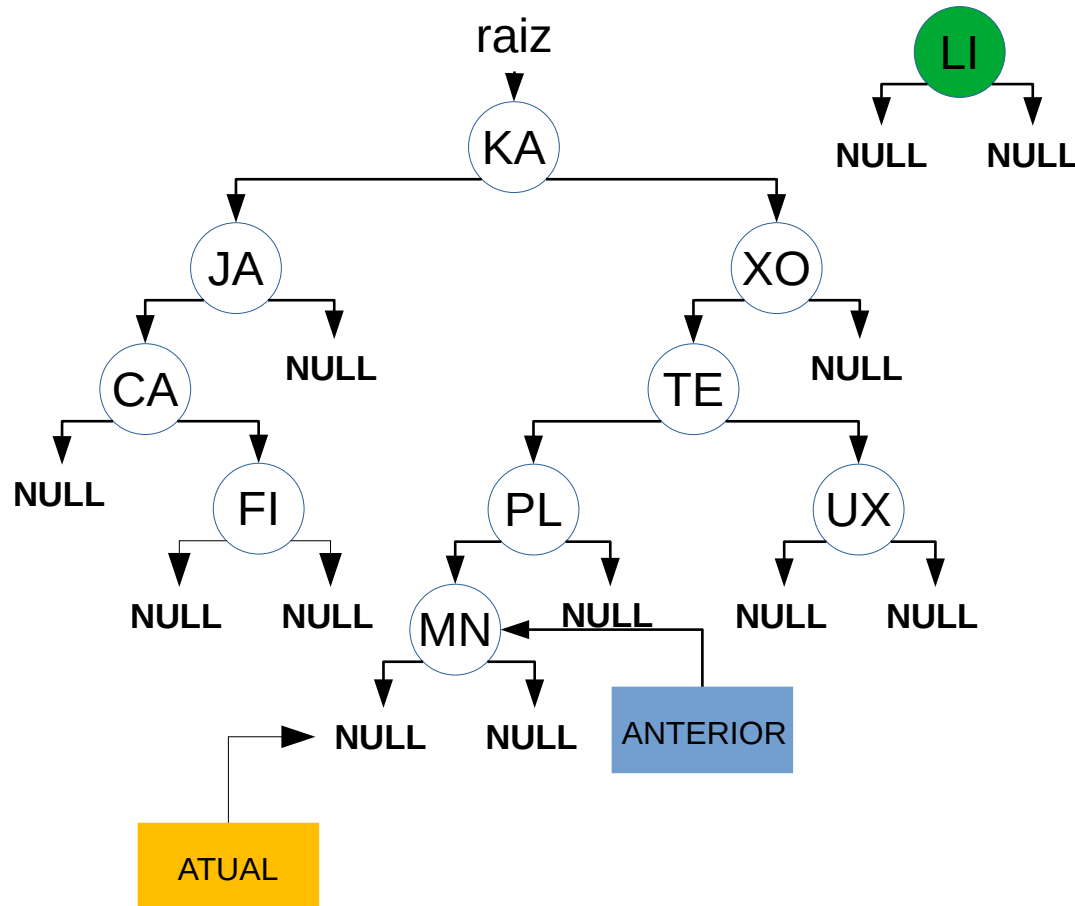 raiz
LI
KA
NULL NULL
JA
XO
NULL
NULL
CA
TE
NULL
FI
PL
UX
NULL NULL
NULL
NULL NULL
MN
NULL NULL
ANTERIOR
ATUAL